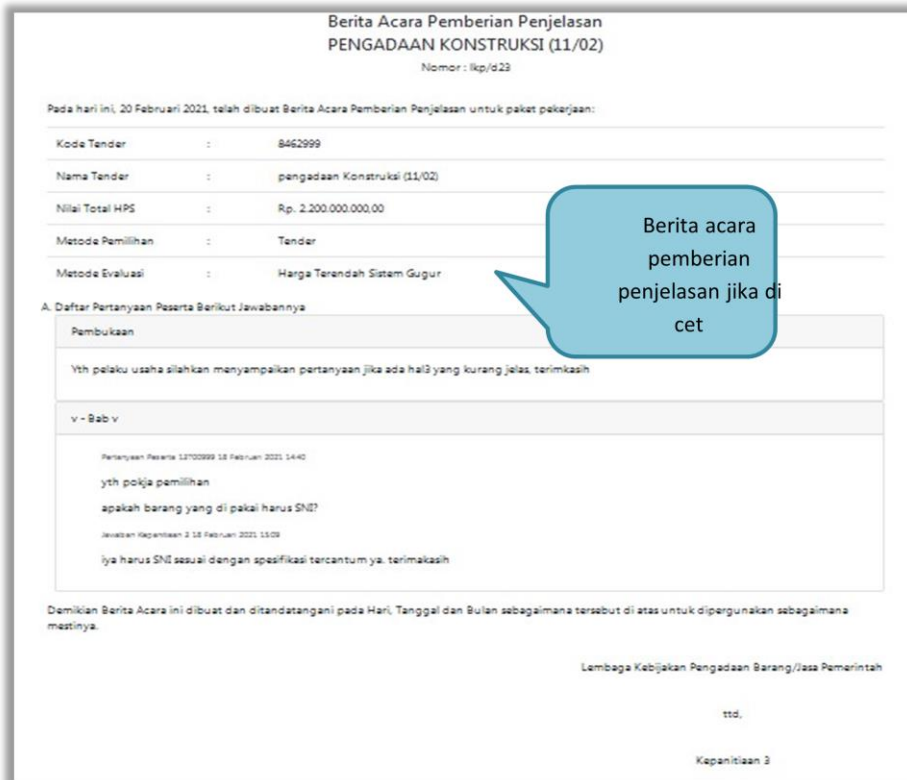 Berita Acara Pemberian Penjelasan
PENGADAAN KONSTRUKSI (11/02)
Nomor : lkp/d23
Pada hari ini, 20 Februari 2021, telah dibuat Berita Acara Pemberian Penjelasan untuk paket pekerjaan:
Kode Tender : 8462999
Nama Tender : pengadaan Konstruksi (11/02)
Nilai Total HPS : Rp. 2.200.000.000,00
Metode Pemilihan : Tender
Metode Evaluasi : Harga Terendah Sistem Gugur
Berita acara
pemberian
penjelasan jika di
cet
A. Daftar Pertanyaan Peserta Berikut Jawabannya
Pembukaan
Yth pelaku usaha silahkan menyampaikan pertanyaan jika ada hal3 yang kurang jelas, terimkasih
v - Bab v
Pertanyaan Peserta 13700999 18 Februari 2021 14:40
yth pokja pemilihan
apakah barang yang di pakai harus SNI?
Jawaban Kepanitiaan 3 18 Februari 2021 15:09
iya harus SNI sesuai dengan spesifikasi tercantum ya. terimakasih
Demikian Berita Acara ini dibuat dan ditandatangani pada Hari, Tanggal dan Bulan sebagaimana tersebut di atas untuk dipergunakan sebagaimana
mestinya.
Lembaga Kebijakan Pengadaan Barang/Jasa Pemerintah
ttd,
Kepanitiaan 3